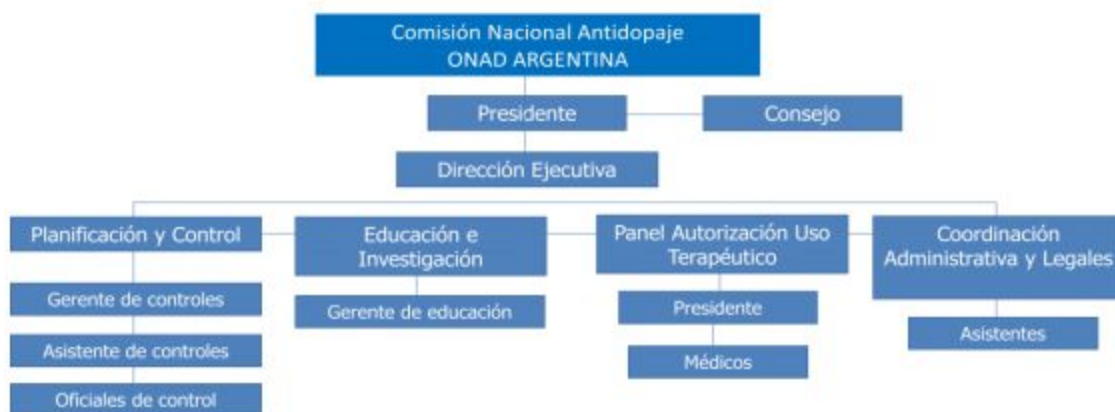 Comisión Nacional Antidopaje
ONAD ARGENTINA
Presidente
Consejo
Dirección Ejecutiva
Planificación y Control
Educación e
Investigación
Panel Autorización Uso
Terapéutico
Coordinación
Administrativa y Legales
Gerente de controles
Gerente de educación
Presidente
Asistentes
Asistente de controles
Médicos
Oficiales de control